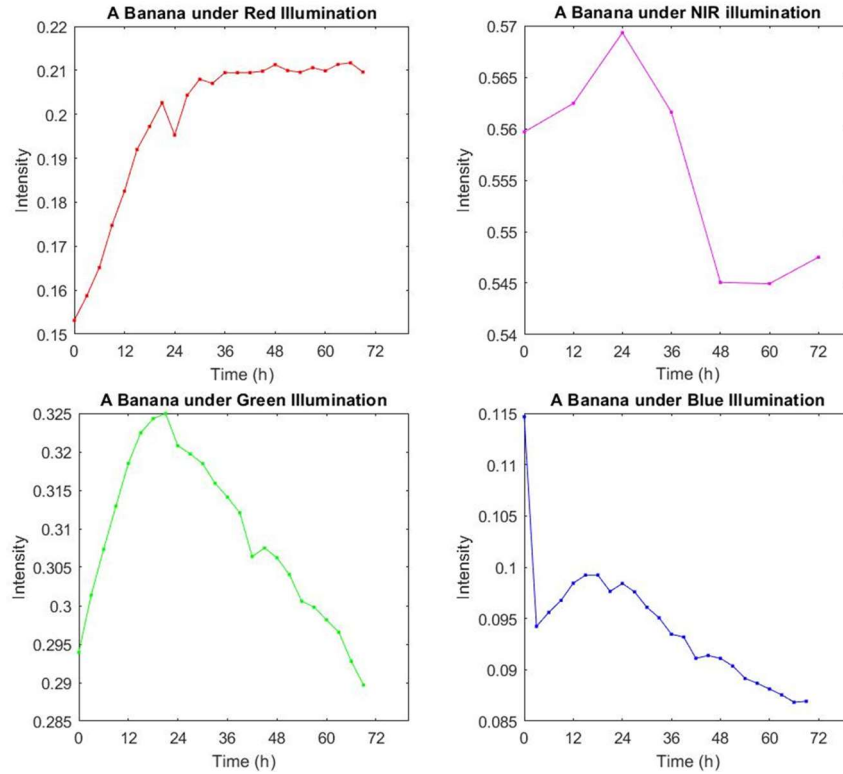 A Banana under Red Illumination
0.22
0.21
0.2
0.19
0.18
0.17
0.16
0.15
Intensity
0 12 24 36 48 60 72
Time (h)
A Banana under NIR illumination
0.57
0.565
0.56
0.555
0.55
0.545
0.54
Intensity
0 12 24 36 48 60 72
Time (h)
A Banana under Green Illumination
0.325
0.32
0.315
0.31
0.305
0.3
0.295
0.29
0.285
Intensity
0 12 24 36 48 60 72
Time (h)
A Banana under Blue Illumination
0.115
0.11
0.105
0.1
0.095
0.09
0.085
Intensity
0 12 24 36 48 60 72
Time (h)